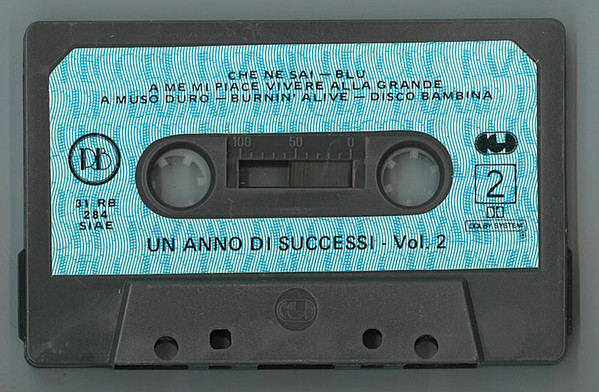 CHE NE SAI — BLU
A ME MI PIACE VIVERE ALLA GRANDE
A MUSO DURO — BURNIN' ALIVE — DISCO BAMBINA
RB
100 50 0
31 RB
284
SIAE
2
DOLBY SYSTEM
UN ANNO DI SUCCESSI - Vol. 2